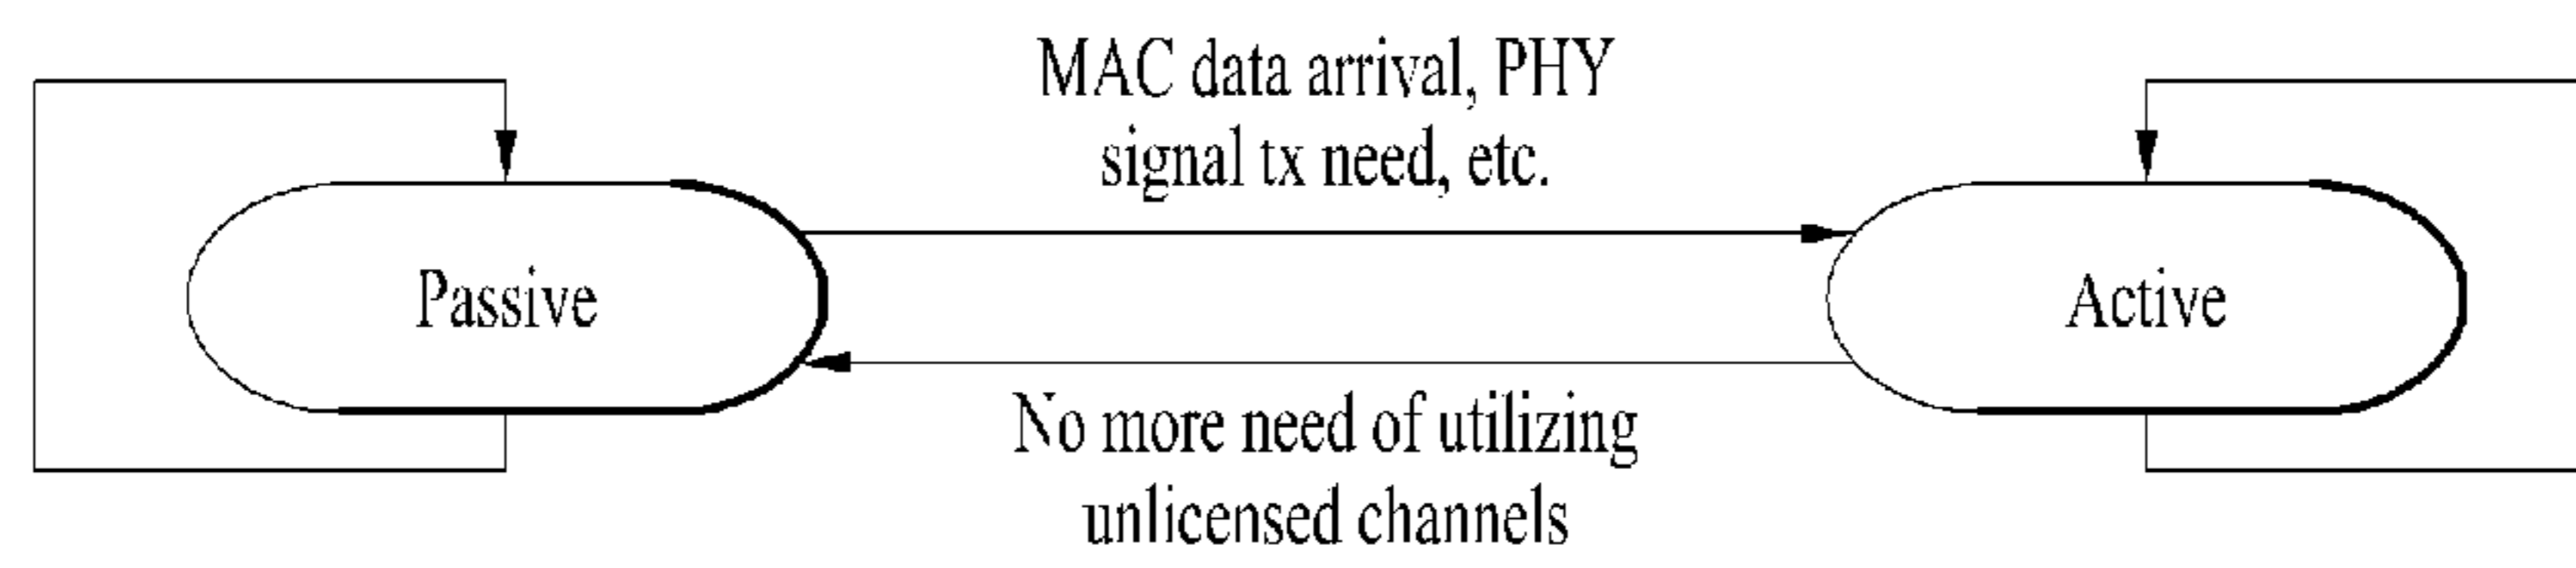 MAC data arrival, PHY
signal tx need, etc.
Passive
Active
No more need of utilizing
unlicensed channels